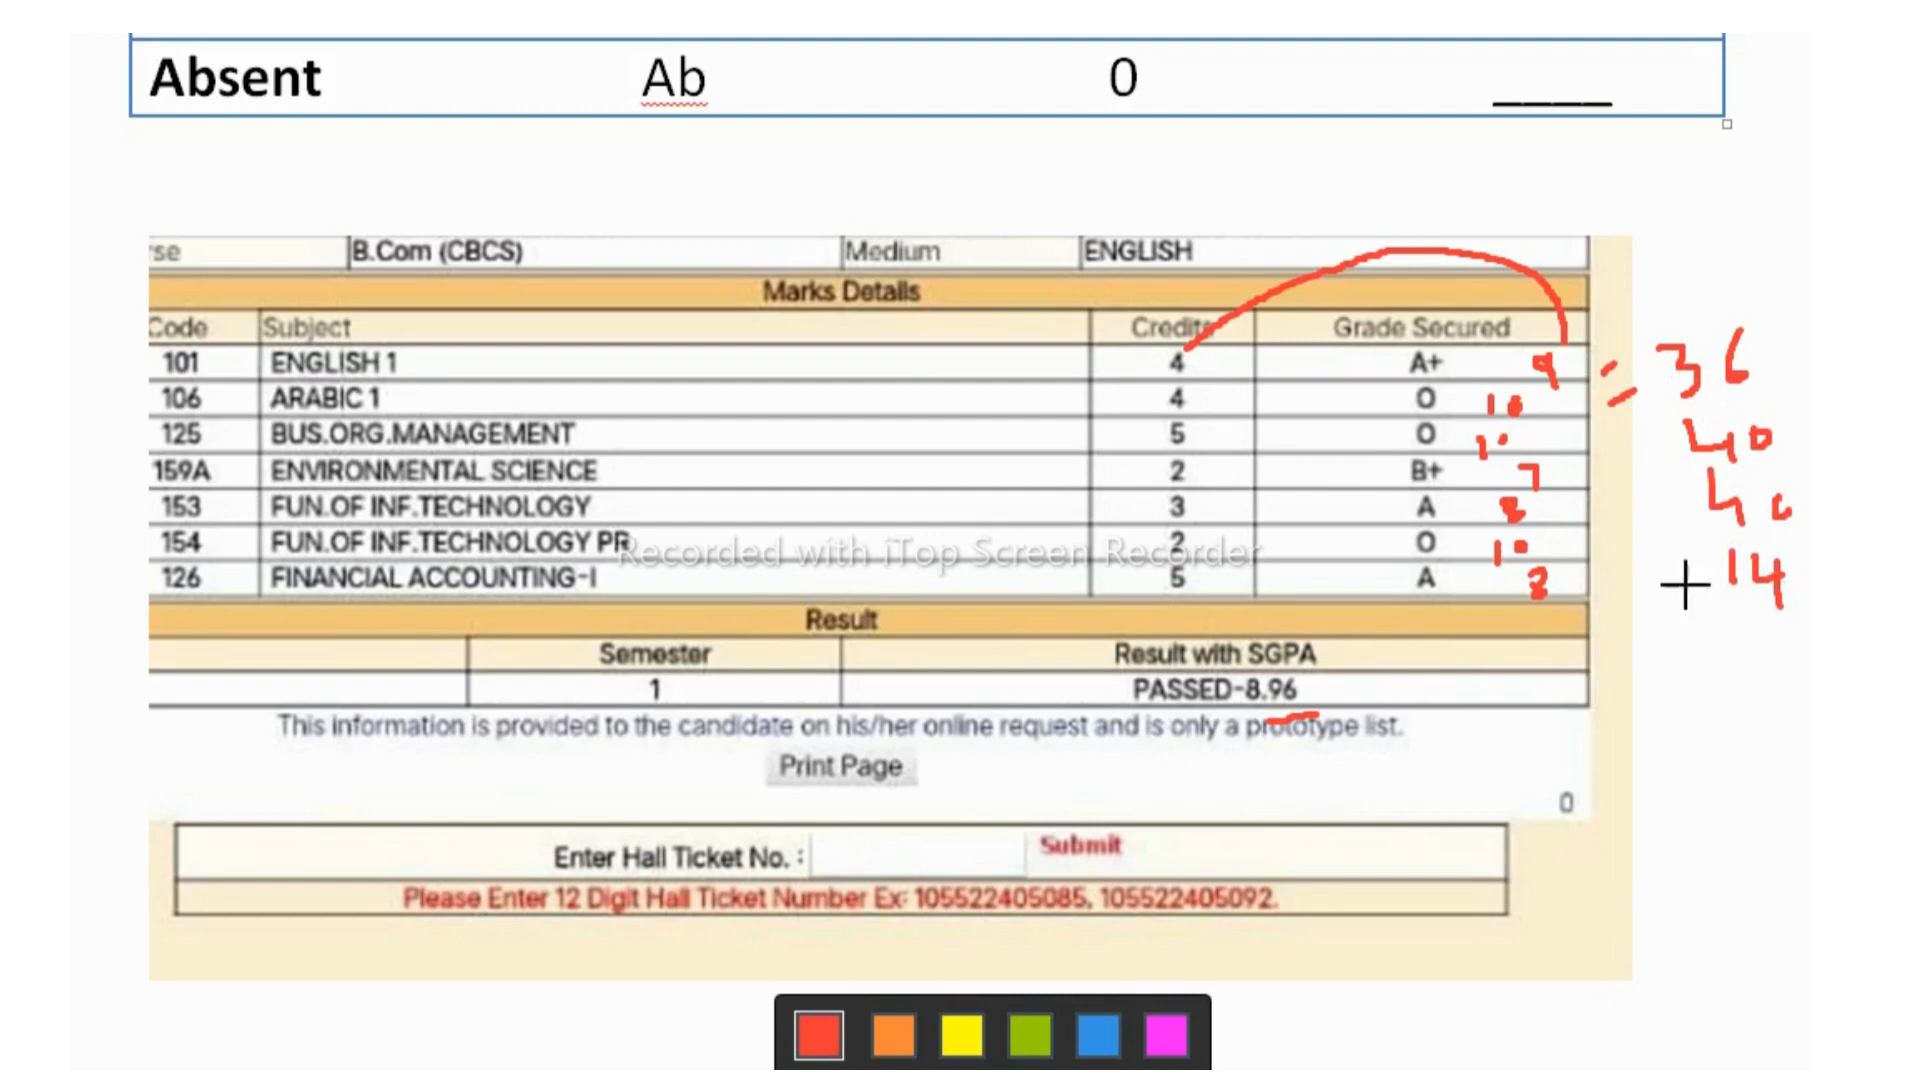 Absent Ab 0 ____
rse B.Com (CBCS) Medium ENGLISH
Marks Details
Code Subject Credits Grade Secured
101 ENGLISH 1 4 A+ 9 = 36
106 ARABIC 1 4 O 10
125 BUS.ORG.MANAGEMENT 5 O 10 40
159A ENVIRONMENTAL SCIENCE 2 B+ 7
153 FUN.OF INF.TECHNOLOGY 3 A 8 40
154 FUN.OF INF.TECHNOLOGY PR 2 O 10
126 FINANCIAL ACCOUNTING-I 5 A 8 14
Recorded with iTop Screen Recorder
Result
Semester Result with SGPA
1 PASSED-8.96
This information is provided to the candidate on his/her online request and is only a prototype list.
Print Page
0
Enter Hall Ticket No. : Submit
Please Enter 12 Digit Hall Ticket Number Ex: 105522405085, 105522405092.